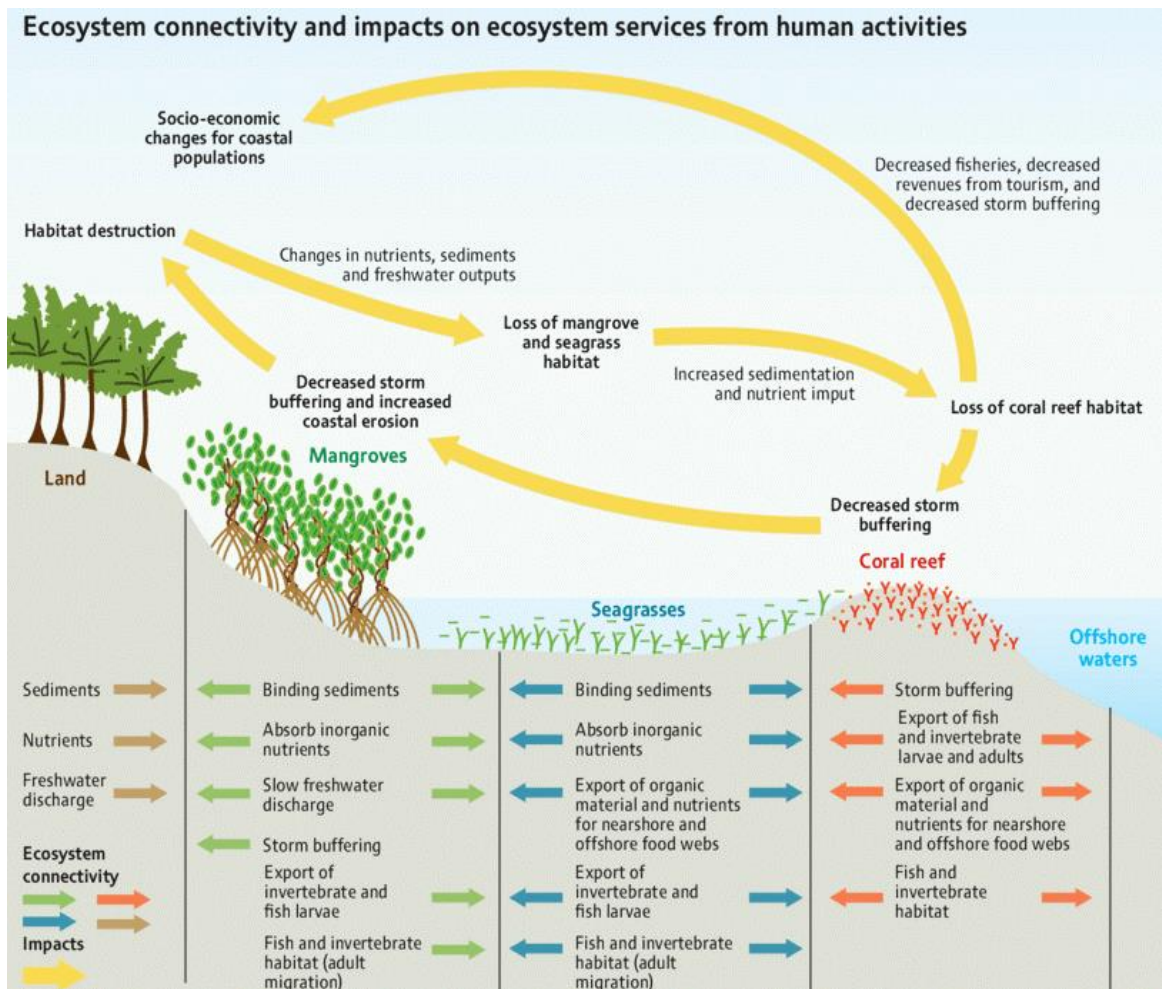 Ecosystem connectivity and impacts on ecosystem services from human activities
Socio-economic
changes for coastal
populations
Decreased fisheries, decreased
revenues from tourism, and
decreased storm buffering
Habitat destruction
Changes in nutrients, sediments
and freshwater outputs
Loss of mangrove
and seagrass
habitat
Increased sedimentation
and nutrient imput
Loss of coral reef habitat
Decreased storm
buffering and increased
coastal erosion
Mangroves
Land
Decreased storm
buffering
Coral reef
Seagrasses
Offshore
waters
Sediments
Nutrients
Freshwater
discharge
Ecosystem
connectivity
Impacts
Binding sediments
Absorb inorganic
nutrients
Slow freshwater
discharge
Storm buffering
Export of
invertebrate and
fish larvae
Fish and invertebrate
habitat (adult
migration)
Binding sediments
Absorb inorganic
nutrients
Export of organic
material and nutrients
for nearshore and
offshore food webs
Export of
invertebrate and
fish larvae
Fish and invertebrate
habitat (adult
migration)
Storm buffering
Export of fish
and invertebrate
larvae and adults
Export of organic
material and
nutrients for nearshore
and offshore food webs
Fish and
invertebrate
habitat